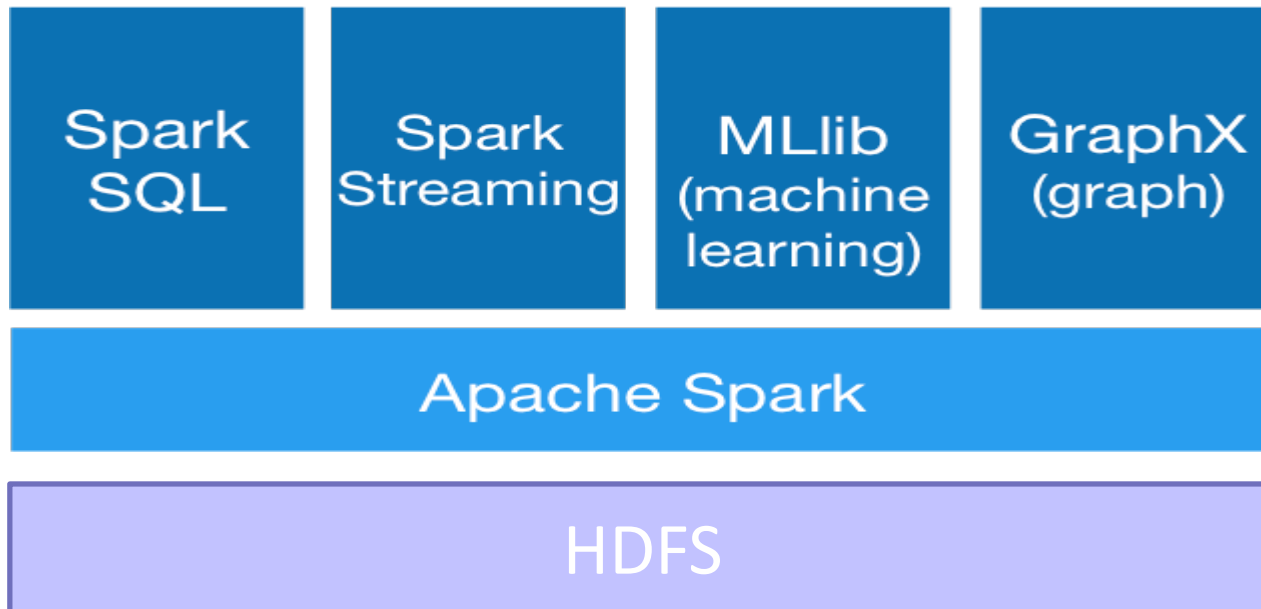 Spark
SQL
Spark
Streaming
MLlib
(machine
learning)
GraphX
(graph)
Apache Spark
HDFS